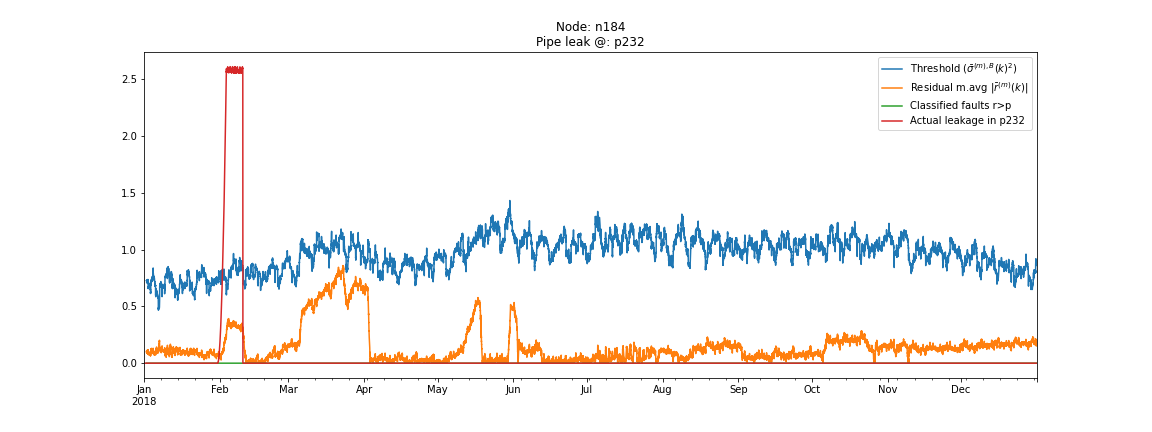 Node: n184
Pipe leak @: p232
2.5
2.0
1.5
1.0
0.5
0.0
Threshold (σ̄⁽ᵐ⁾,ᴮ(k)²)
Residual m.avg |r̄⁽ᵐ⁾(k)|
Classified faults r>p
Actual leakage in p232
Jan Feb Mar Apr May Jun Jul Aug Sep Oct Nov Dec
2018